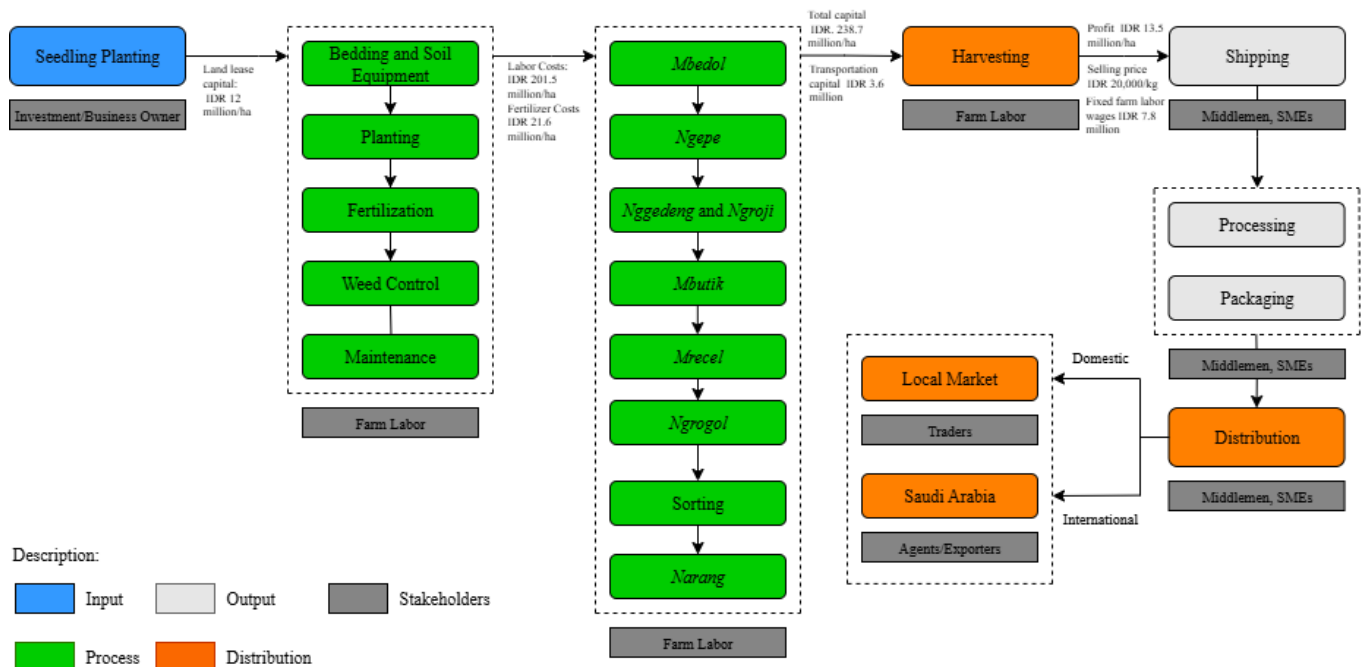 Seedling Planting
Investment/Business Owner
Land lease
capital:
IDR 12
million/ha
Bedding and Soil
Equipment
Planting
Fertilization
Weed Control
Maintenance
Farm Labor
Labor Costs:
IDR 201.5
million/ha
Fertilizer Costs
IDR 21.6
million/ha
Mbedol
Ngepe
Nggedeng and Ngroji
Mbutik
Mrecel
Ngrogol
Sorting
Narang
Farm Labor
Total capital
IDR. 238.7
million/ha
Transportation
capital IDR 3.6
million
Harvesting
Farm Labor
Profit IDR 13.5
million/ha
Selling price
IDR 20,000/kg
Fixed farm labor
wages IDR 7.8
million
Shipping
Middlemen, SMEs
Processing
Packaging
Middlemen, SMEs
Distribution
Middlemen, SMEs
Domestic
International
Local Market
Traders
Saudi Arabia
Agents/Exporters
Description:
Input
Output
Stakeholders
Process
Distribution